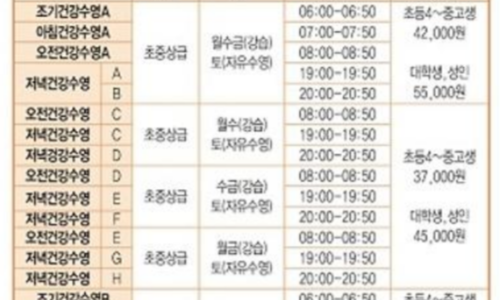 조기건강수영A 06:00-06:50 초등4~중고생
아침건강수영A 월수금(강습) 07:00-07:50 42,000원
오전건강수영A 초중상급 토(자유수영) 08:00-08:50
저녁건강수영 A 19:00-19:50 대학생,성인
B 20:00-20:50 55,000원
오전건강수영 C 08:00-08:50
저녁건강수영 C 초중상급 월수(강습) 토(자유수영) 19:00-19:50
저녁겅강수영 D 20:00-20:50 초등4~중고생
오전건강수영 D 08:00-08:50 37,000원
저녁건강수영 E 초중상급 수금(강습) 토(자유수영) 19:00-19:50
저녁건강수영 F 20:00-20:50 대학생,성인
오전건강수영 E 08:00-08:50 45,000원
저녁건강수영 G 초중상급 월금(강습) 토(자유수영) 19:00-19:50
저녁건강수영 H 20:00-20:50
조기건강수영B 06:00-06:50 초등4~중고생